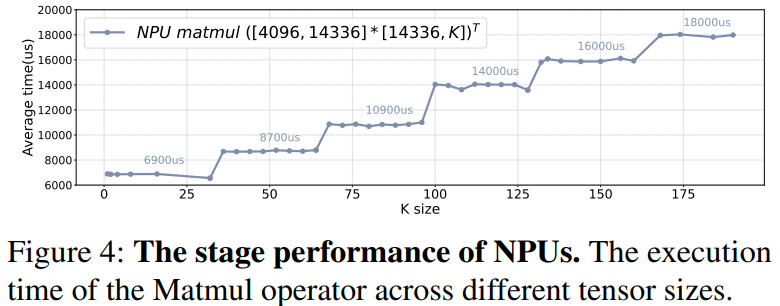 20000
18000
16000
14000
12000
10000
8000
6000
Average time(us)
NPU matmul ([4096, 14336] * [14336, K])^T
6900us
8700us
10900us
14000us
16000us
18000us
0 25 50 75 100 125 150 175
K size
Figure 4: The stage performance of NPUs. The execution
time of the Matmul operator across different tensor sizes.